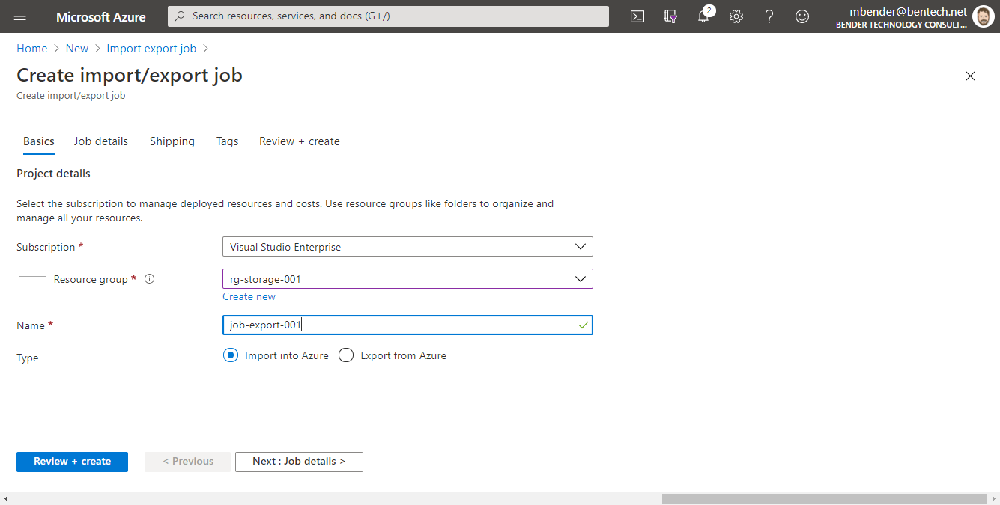 Microsoft Azure
Search resources, services, and docs (G+/)
2
mbender@bentech.net
BENDER TECHNOLOGY CONSULT...
Home > New > Import export job >
Create import/export job
Create import/export job
Basics Job details Shipping Tags Review + create
Project details
Select the subscription to manage deployed resources and costs. Use resource groups like folders to organize and
manage all your resources.
Subscription * Visual Studio Enterprise
Resource group * rg-storage-001
Create new
Name * job-export-001
Type Import into Azure Export from Azure
Review + create < Previous Next : Job details >